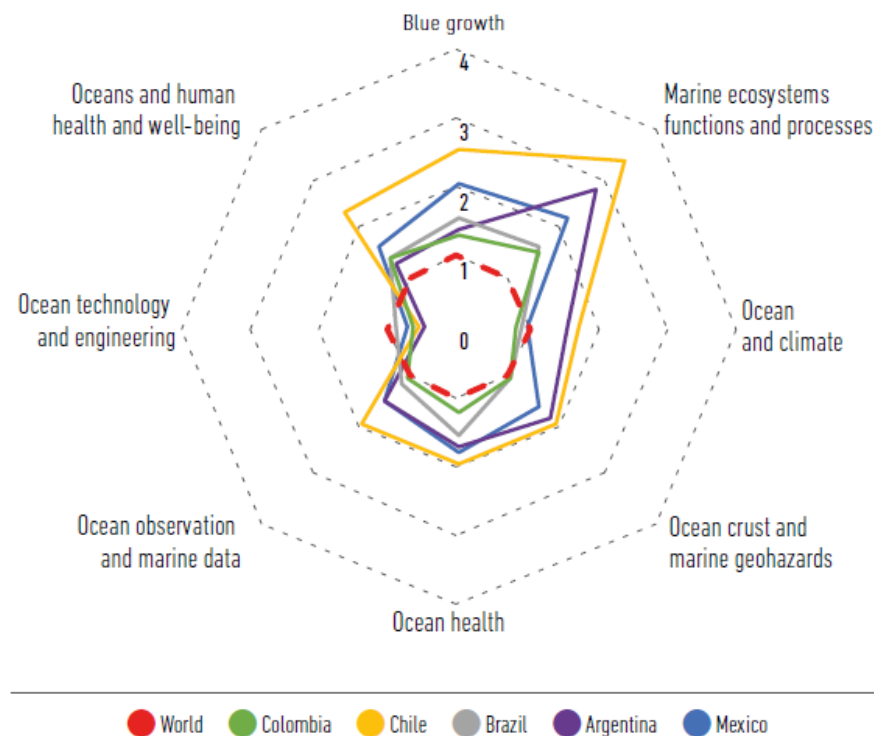 Blue growth
4
Oceans and human
health and well-being
Marine ecosystems
functions and processes
3
2
1
Ocean technology
and engineering
0
Ocean
and climate
Ocean observation
and marine data
Ocean crust and
marine geohazards
Ocean health
World Colombia Chile Brazil Argentina Mexico